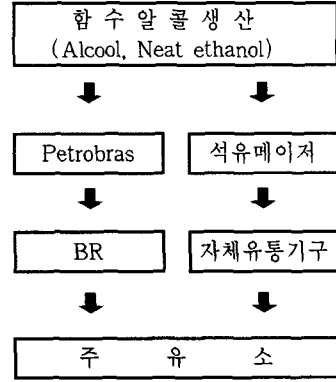 함 수 알 콜 생 산
(Alcool, Neat ethanol)
Petrobras 석유메이저
BR 자체유통기구
주 유 소